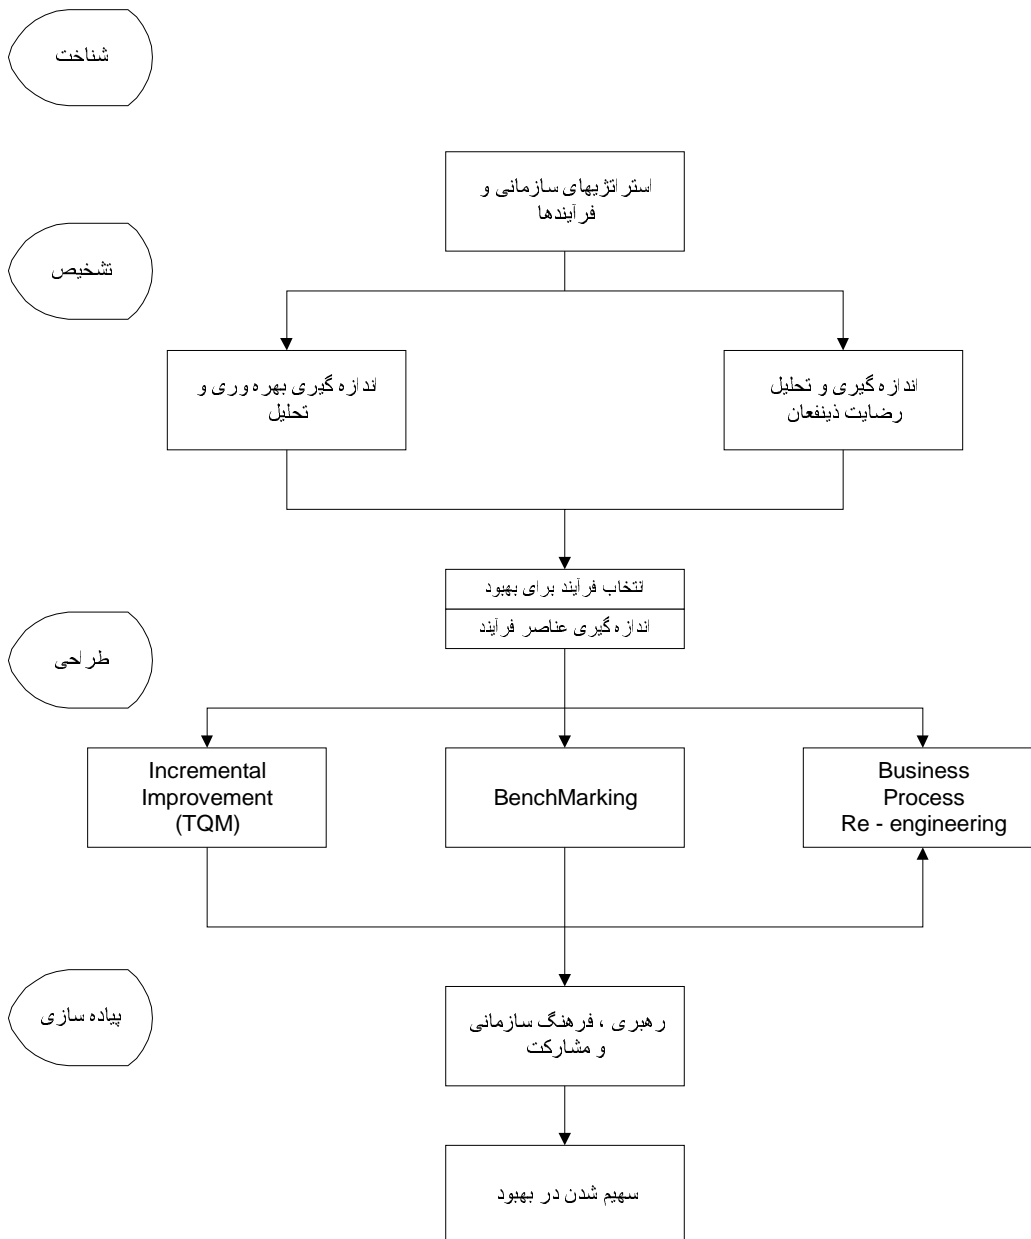 شناخت
استراتژیهای سازمانی و
فرآیندها
تشخیص
اندازه گیری و تحلیل
رضایت ذینفعان
اندازه گیری بهره وری و
تحلیل
انتخاب فرآیند برای بهبود
اندازه گیری عناصر فرآیند
طراحی
Incremental
Improvement
(TQM)
BenchMarking
Business
Process
Re - engineering
پیاده سازی
رهبری ، فرهنگ سازمانی
و مشارکت
سهیم شدن در بهبود